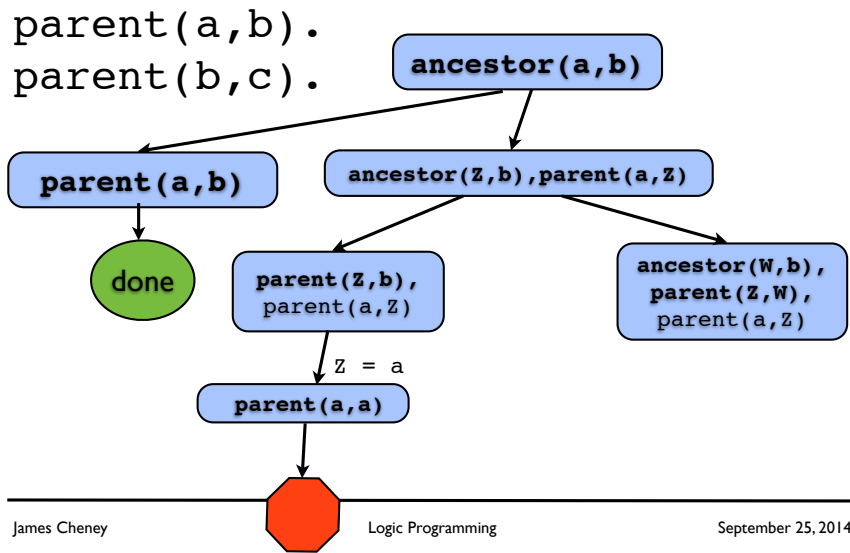 parent(a,b).
parent(b,c).
ancestor(a,b)
parent(a,b)
ancestor(Z,b),parent(a,Z)
done
parent(Z,b),
parent(a,Z)
ancestor(W,b),
parent(Z,W),
parent(a,Z)
Z = a
parent(a,a)
James Cheney
Logic Programming
September 25, 2014